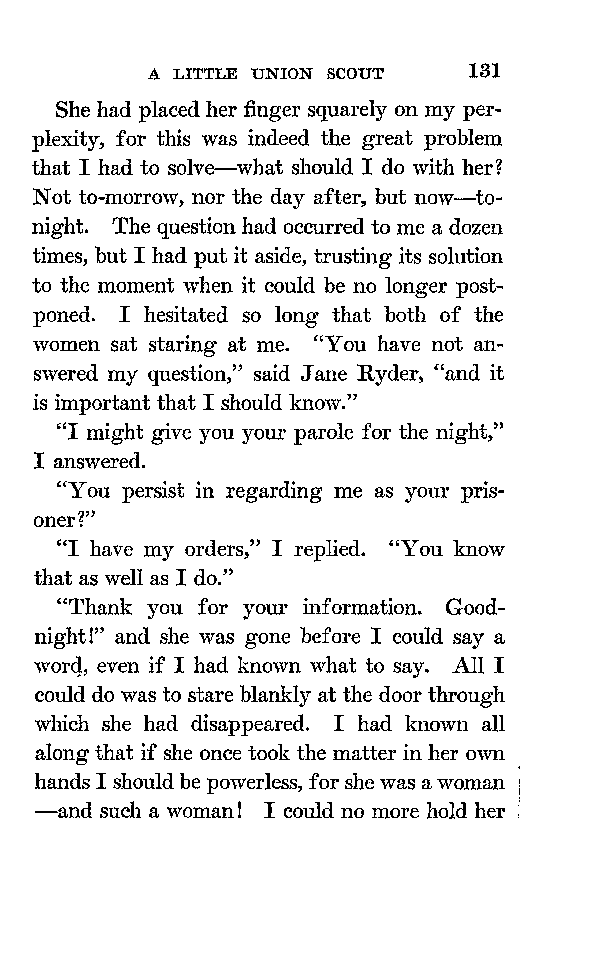 A LITTLE UNION SCOUT 131
She had placed her finger squarely on my per-
plexity, for this was indeed the great problem
that I had to solve—what should I do with her?
Not to-morrow, nor the day after, but now—to-
night. The question had occurred to me a dozen
times, but I had put it aside, trusting its solution
to the moment when it could be no longer post-
poned. I hesitated so long that both of the
women sat staring at me. “You have not an-
swered my question,” said Jane Ryder, “and it
is important that I should know.”
“I might give you your parole for the night,”
I answered.
“You persist in regarding me as your pris-
oner?”
“I have my orders,” I replied. “You know
that as well as I do.”
“Thank you for your information. Good-
night!” and she was gone before I could say a
word, even if I had known what to say. All I
could do was to stare blankly at the door through
which she had disappeared. I had known all
along that if she once took the matter in her own
hands I should be powerless, for she was a woman
—and such a woman! I could no more hold her